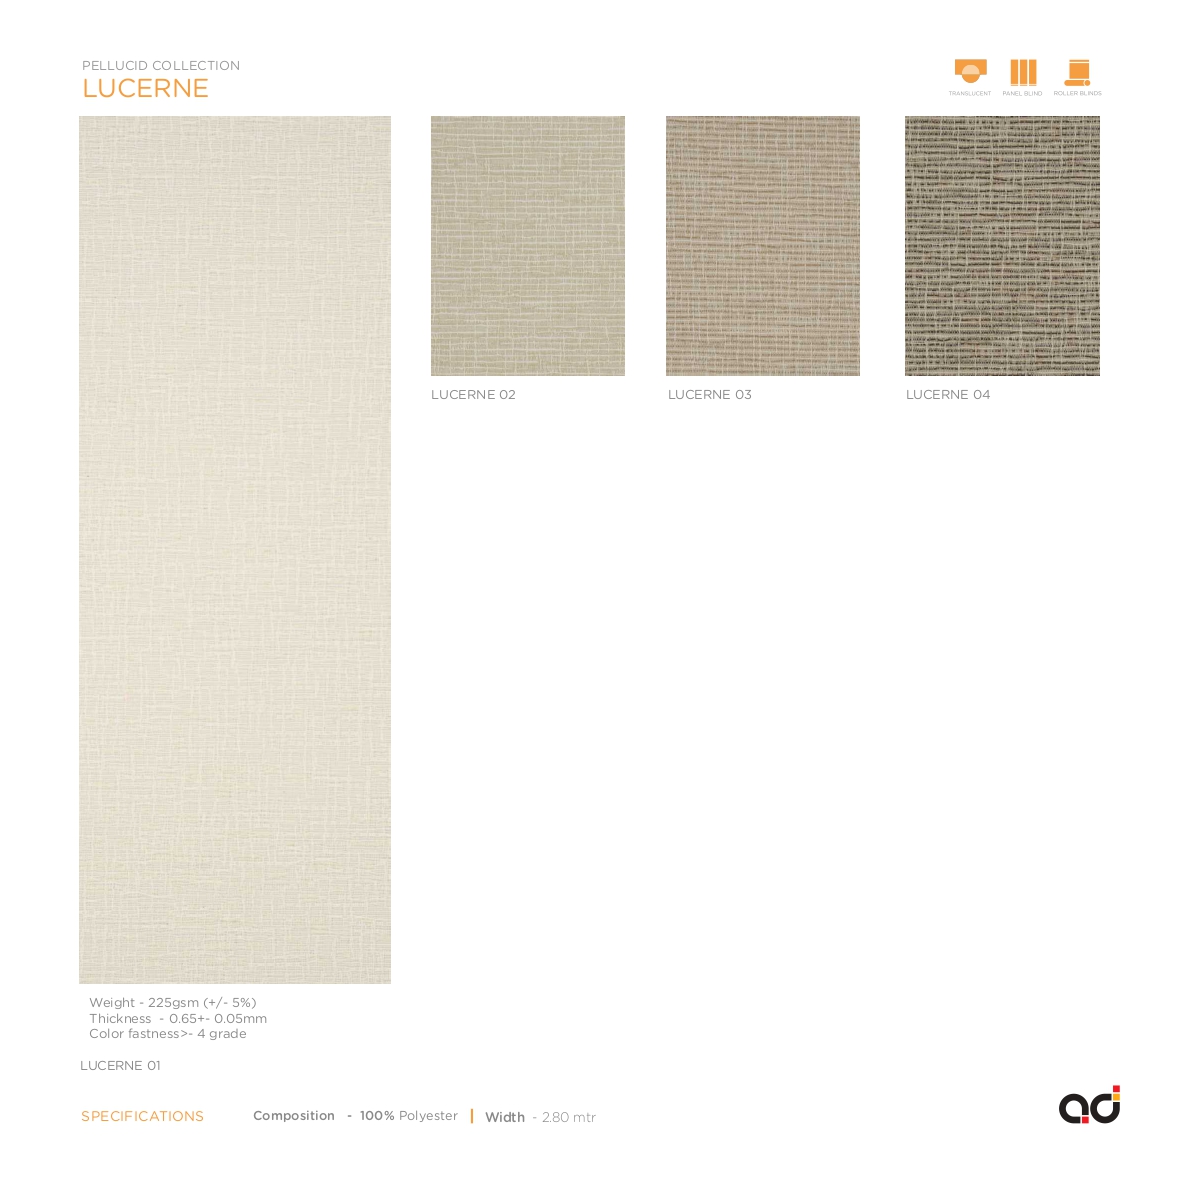 PELLUCID COLLECTION
LUCERNE
TRANSLUCENT
PANEL BLIND
ROLLER BLINDS
LUCERNE 02
LUCERNE 03
LUCERNE 04
Weight - 225gsm (+/- 5%)
Thickness - 0.65+- 0.05mm
Color fastness>- 4 grade
LUCERNE 01
SPECIFICATIONS
Composition - 100% Polyester | Width - 2.80 mtr